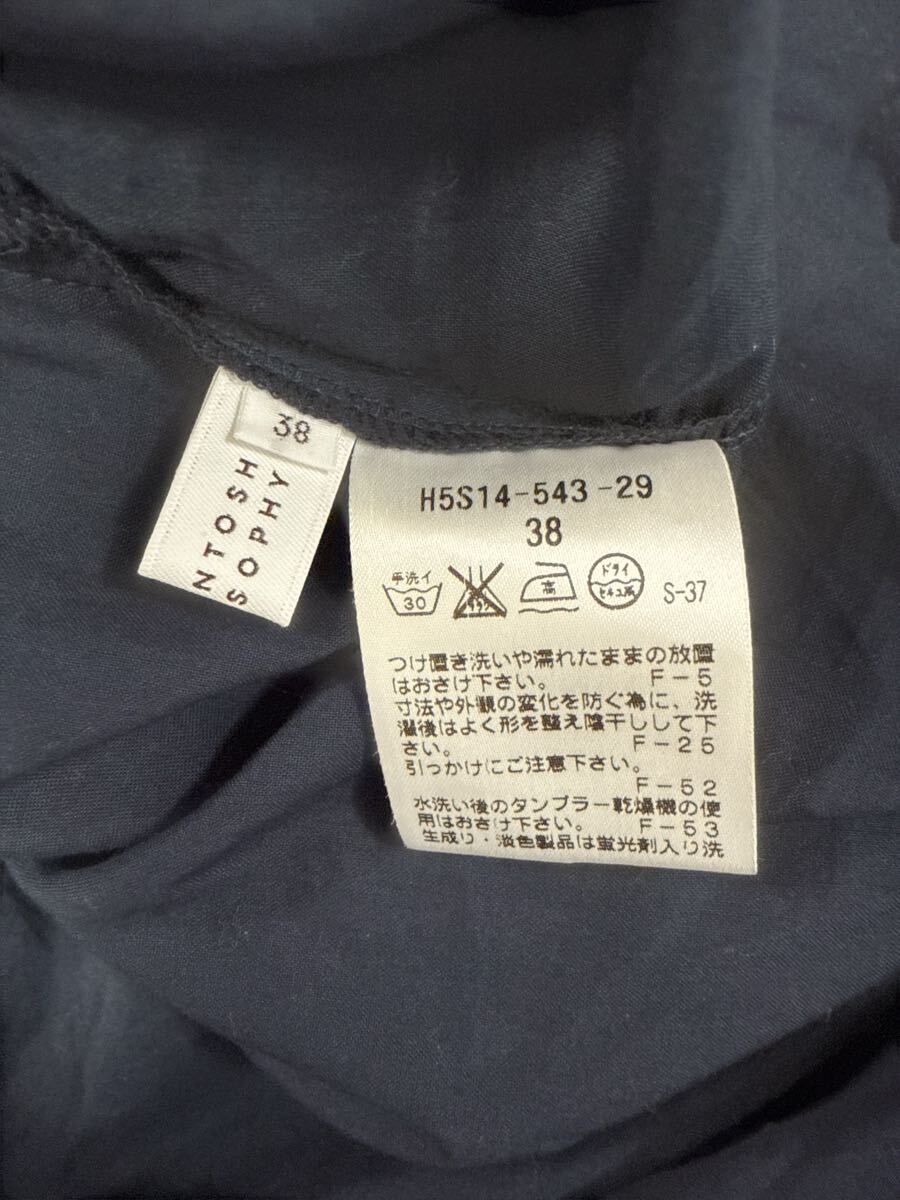 38
NTOSH
SOPHY
H5S14-543-29
38
手洗イ
30
高
ドライ
セキユ系
S-37
つけ置き洗いや濡れたままの放置
はおさけ下さい。 F-5
寸法や外観の変化を防ぐ為に、洗
濯後はよく形を整え陰干しして下
さい。 F-25
引っかけにご注意下さい。
F-52
水洗い後のタンブラー乾燥機の使
用はおさけ下さい。 F-53
生成り・淡色製品は蛍光剤入り洗